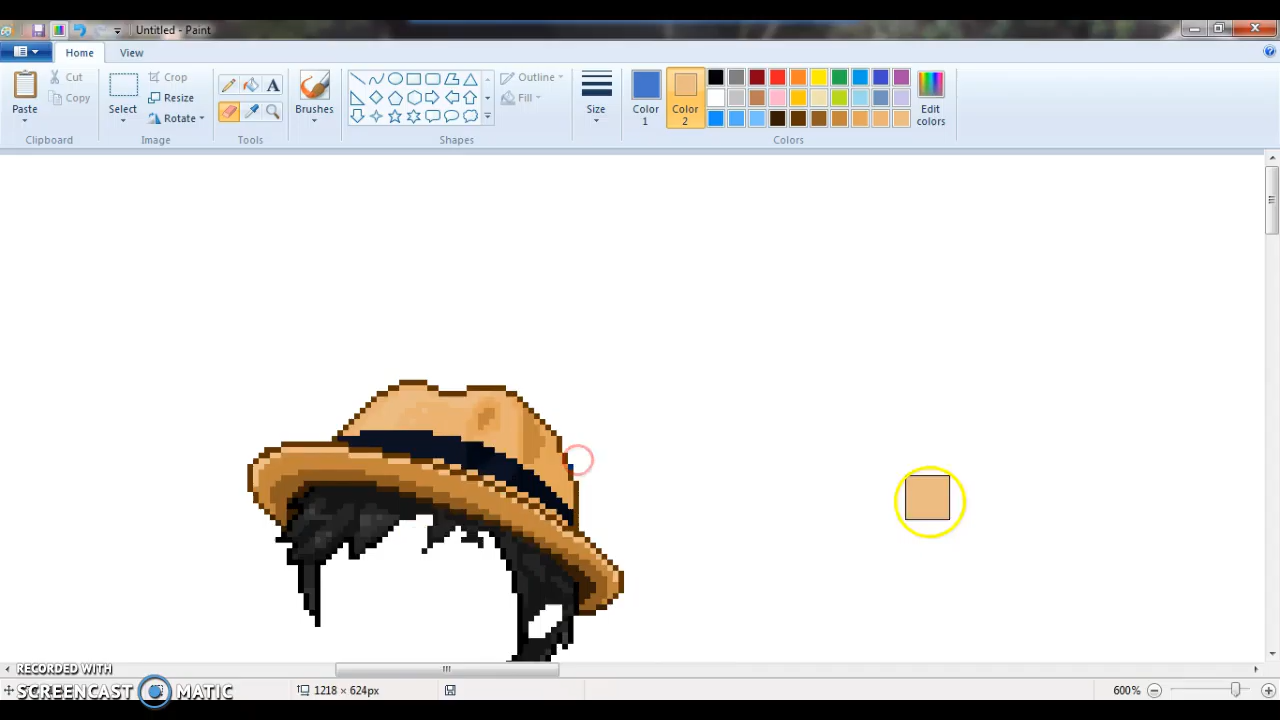 Untitled - Paint
Home View
Paste
Cut
Copy
Clipboard
Select
Crop
Resize
Rotate
Image
A
Tools
Brushes
Outline
Fill
Shapes
Size
Color 1
Color 2
Edit colors
Colors
RECORDED WITH
SCREENCAST MATIC
1218 × 624px
600%